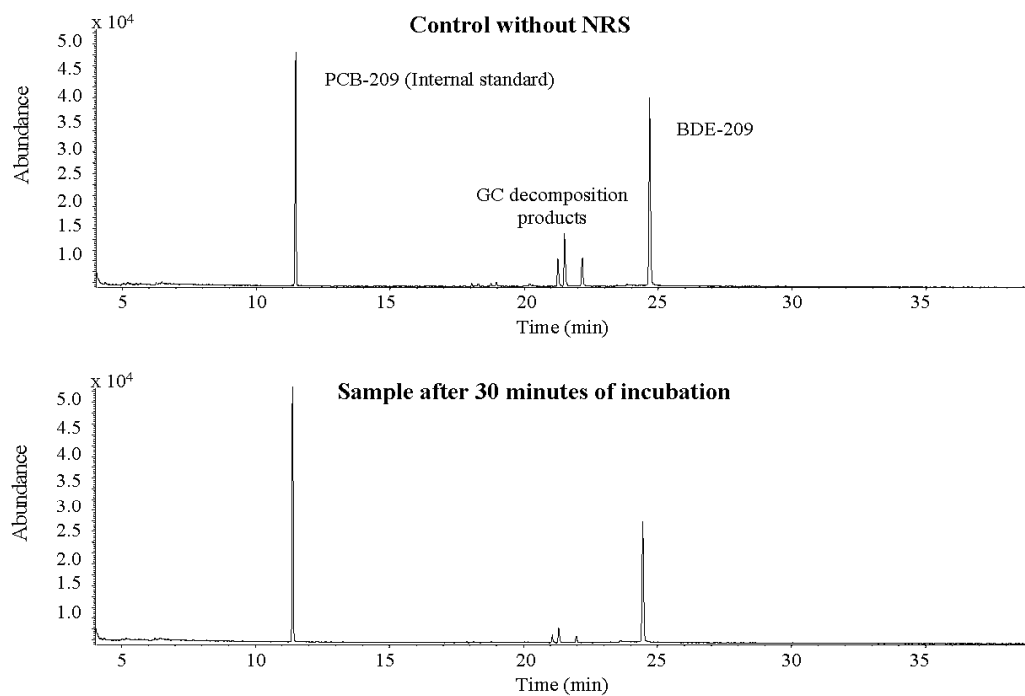 Control without NRS
x 10⁴
5.0
4.5
4.0
3.5
3.0
2.5
2.0
1.5
1.0
Abundance
PCB-209 (Internal standard)
BDE-209
GC decomposition
products
5 10 15 20 25 30 35
Time (min)
Sample after 30 minutes of incubation
x 10⁴
5.0
4.5
4.0
3.5
3.0
2.5
2.0
1.5
1.0
Abundance
5 10 15 20 25 30 35
Time (min)